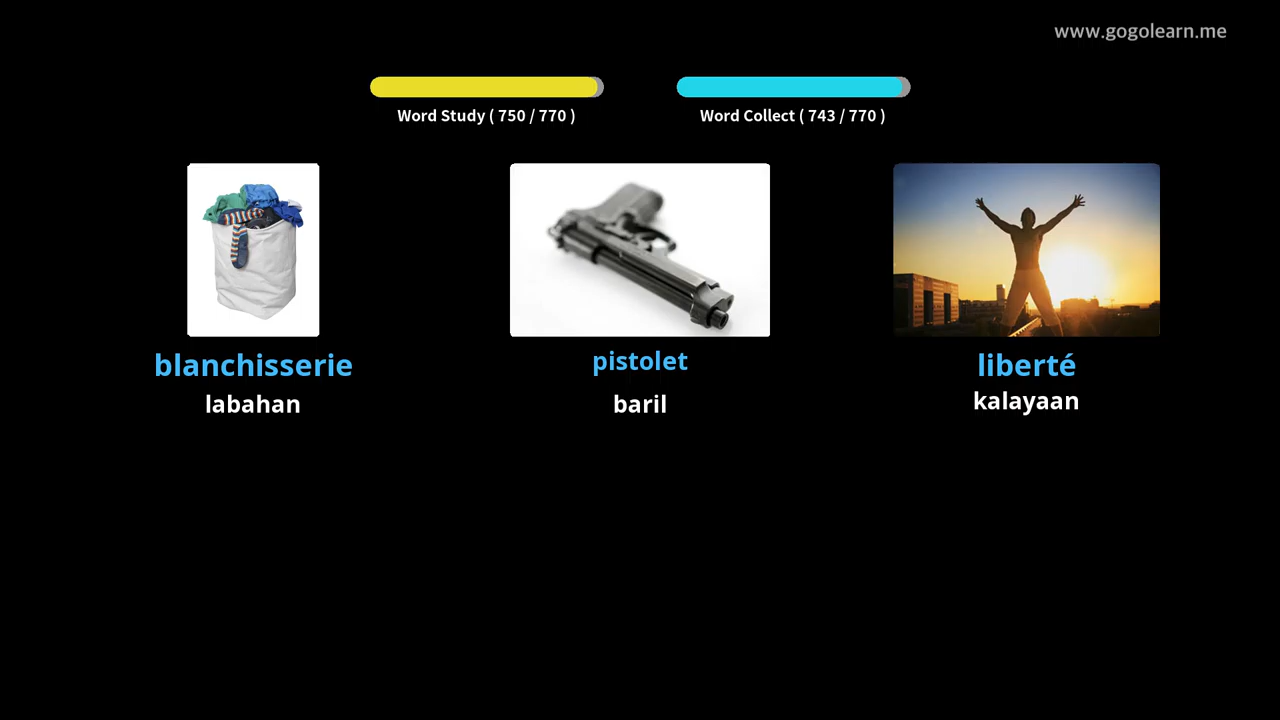 www.gogolearn.me
Word Study ( 750 / 770 )
Word Collect ( 743 / 770 )
blanchisserie
labahan
pistolet
baril
liberté
kalayaan